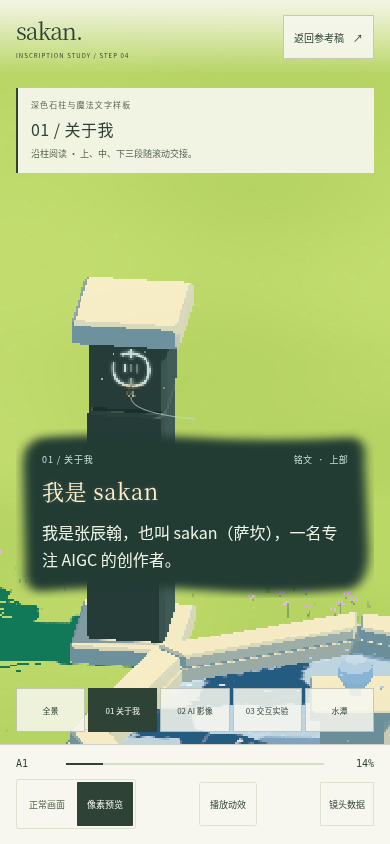 sakan.
返回参考稿 ↗
INSCRIPTION STUDY / STEP 04
深色石柱与魔法文字样板
01 / 关于我
沿柱阅读 · 上、中、下三段随滚动交接。
01 / 关于我 铭文 · 上部
我是 sakan
我是张辰翰，也叫 sakan（萨坎），一名专
注 AIGC 的创作者。
全景 01 关于我 02 AI 影像 03 交互实验 水潭
A1 14%
正常画面 像素预览 播放动效 镜头数据